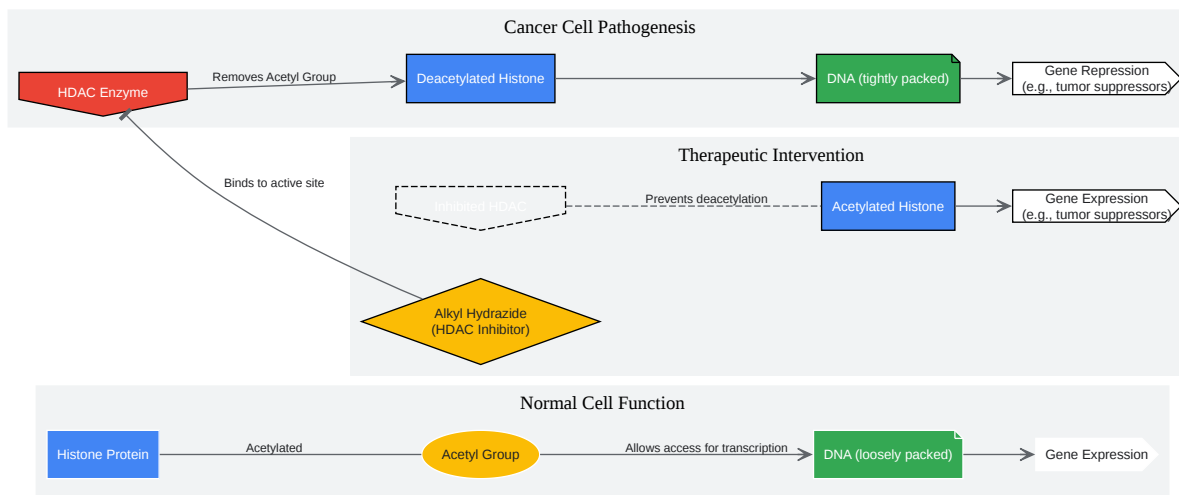 Cancer Cell Pathogenesis
HDAC Enzyme
Removes Acetyl Group
Deacetylated Histone
DNA (tightly packed)
Gene Repression
(e.g., tumor suppressors)
Binds to active site
Therapeutic Intervention
Inhibited HDAC
Prevents deacetylation
Acetylated Histone
Gene Expression
(e.g., tumor suppressors)
Alkyl Hydrazide
(HDAC Inhibitor)
Normal Cell Function
Histone Protein
Acetylated
Acetyl Group
Allows access for transcription
DNA (loosely packed)
Gene Expression